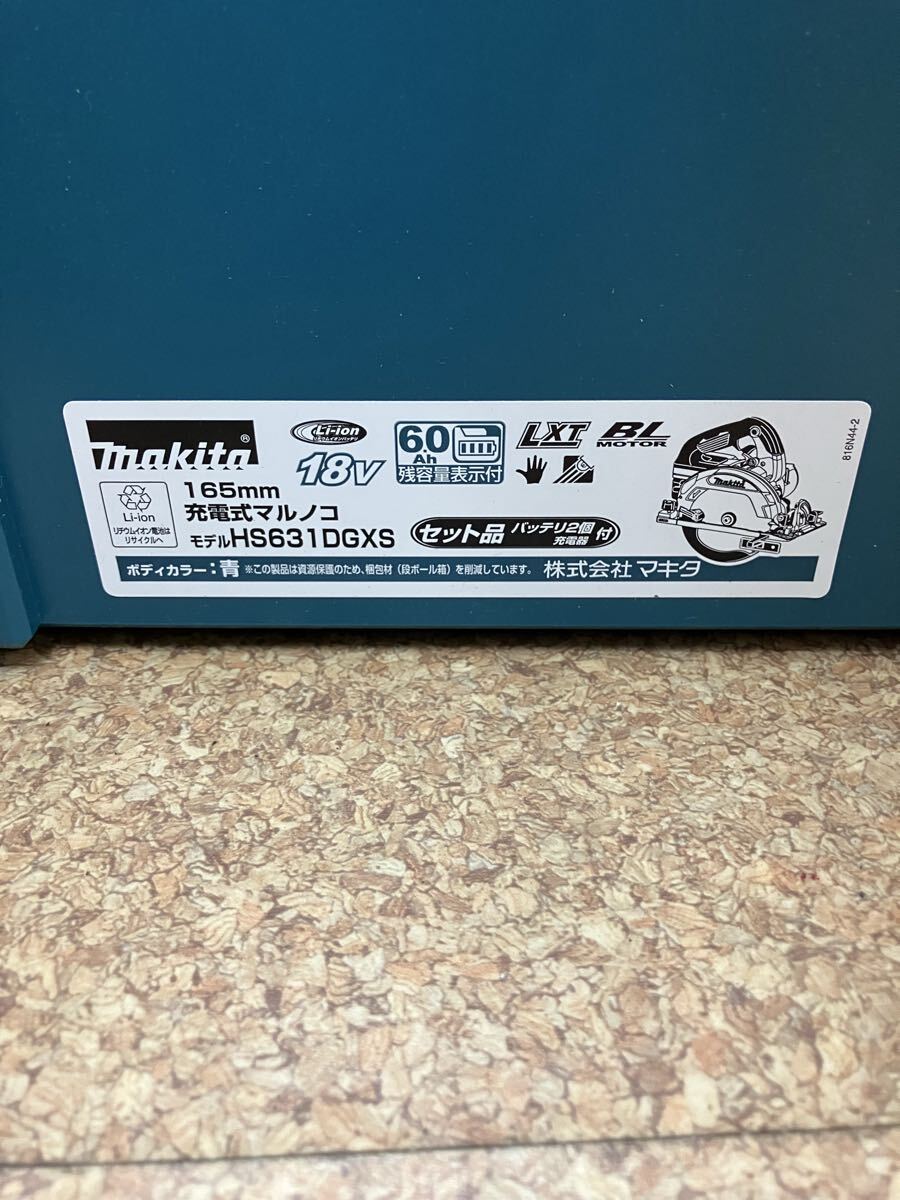 makita®
Li-ion
リチウムイオンバッテリ
18V
6.0
Ah
残容量表示付
LXT
BL
MOTOR
816N44-2
Li-ion
リチウムイオン電池は
リサイクルへ
165mm
充電式マルノコ
モデルHS631DGXS
セット品 バッテリ2個 充電器 付
makita
ボディカラー:青 ※この製品は資源保護のため、梱包材(段ボール箱)を削減しています。 株式会社マキタ